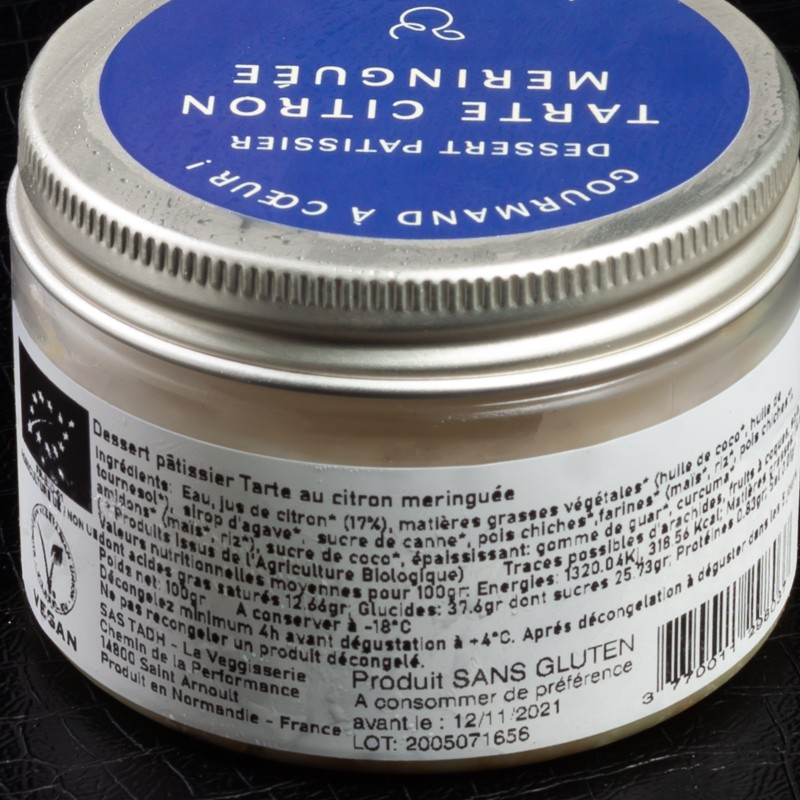 GOURMAND À CŒUR !
DESSERT PATISSIER
TARTE CITRON
MERINGUÉE
Dessert pâtissier Tarte au citron meringuée
Ingrédients: Eau, jus de citron* (17%), matières grasses végétales* (huile de coco*, huile de
tournesol*), sirop d'agave*, sucre de canne*, pois chiches*, farines* (maïs*, riz*, pois chiches*),
amidons* (maïs*, riz*), sucre de coco*, épaississant: gomme de guar*, curcuma*
* Produits issus de l'Agriculture Biologique) Traces possibles d'arachides, fruits à coques,
Valeurs nutritionnelles moyennes pour 100gr: Energies: 1320.04Kj, 318.56 Kcal; Matières
dont acides gras saturés 12.66gr; Glucides: 37.6gr dont sucres 25.73gr; Protéines 0.83gr; Sel
Poids net: 100gr A conserver à -18°C
Décongelez minimum 4h avant dégustation à +4°C. Après décongelation à déguster dans les
Ne pas recongeler un produit décongelé.
SAS TADH - La Veggisserie
Chemin de la Performance
14800 Saint Arnoult
Produit en Normandie - France
VEGAN
Produit SANS GLUTEN
A consommer de préférence
avant le : 12/11/2021
LOT: 2005071656
3 770011